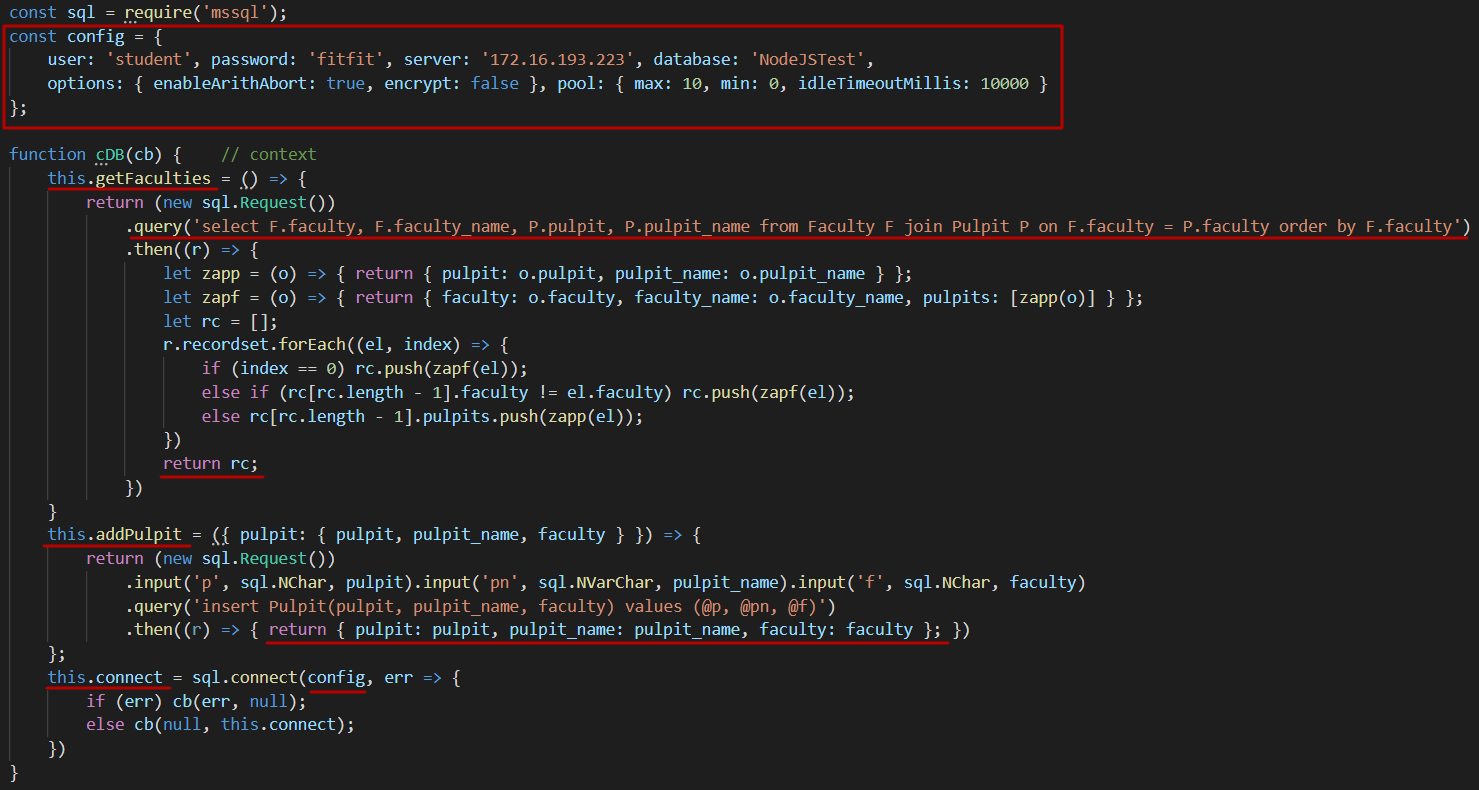 const sql = require('mssql');
const config = {
    user: 'student', password: 'fitfit', server: '172.16.193.223', database: 'NodeJSTest',
    options: { enableArithAbort: true, encrypt: false }, pool: { max: 10, min: 0, idleTimeoutMillis: 10000 }
};

function cDB(cb) {    // context
    this.getFaculties = () => {
        return (new sql.Request())
            .query('select F.faculty, F.faculty_name, P.pulpit, P.pulpit_name from Faculty F join Pulpit P on F.faculty = P.faculty order by F.faculty')
            .then((r) => {
                let zapp = (o) => { return { pulpit: o.pulpit, pulpit_name: o.pulpit_name } };
                let zapf = (o) => { return { faculty: o.faculty, faculty_name: o.faculty_name, pulpits: [zapp(o)] } };
                let rc = [];
                r.recordset.forEach((el, index) => {
                    if (index == 0) rc.push(zapf(el));
                    else if (rc[rc.length - 1].faculty != el.faculty) rc.push(zapf(el));
                    else rc[rc.length - 1].pulpits.push(zapp(el));
                })
                return rc;
            })
    }
    this.addPulpit = ({ pulpit: { pulpit, pulpit_name, faculty } }) => {
        return (new sql.Request())
            .input('p', sql.NChar, pulpit).input('pn', sql.NVarChar, pulpit_name).input('f', sql.NChar, faculty)
            .query('insert Pulpit(pulpit, pulpit_name, faculty) values (@p, @pn, @f)')
            .then((r) => { return { pulpit: pulpit, pulpit_name: pulpit_name, faculty: faculty }; })
    };
    this.connect = sql.connect(config, err => {
        if (err) cb(err, null);
        else cb(null, this.connect);
    })
}